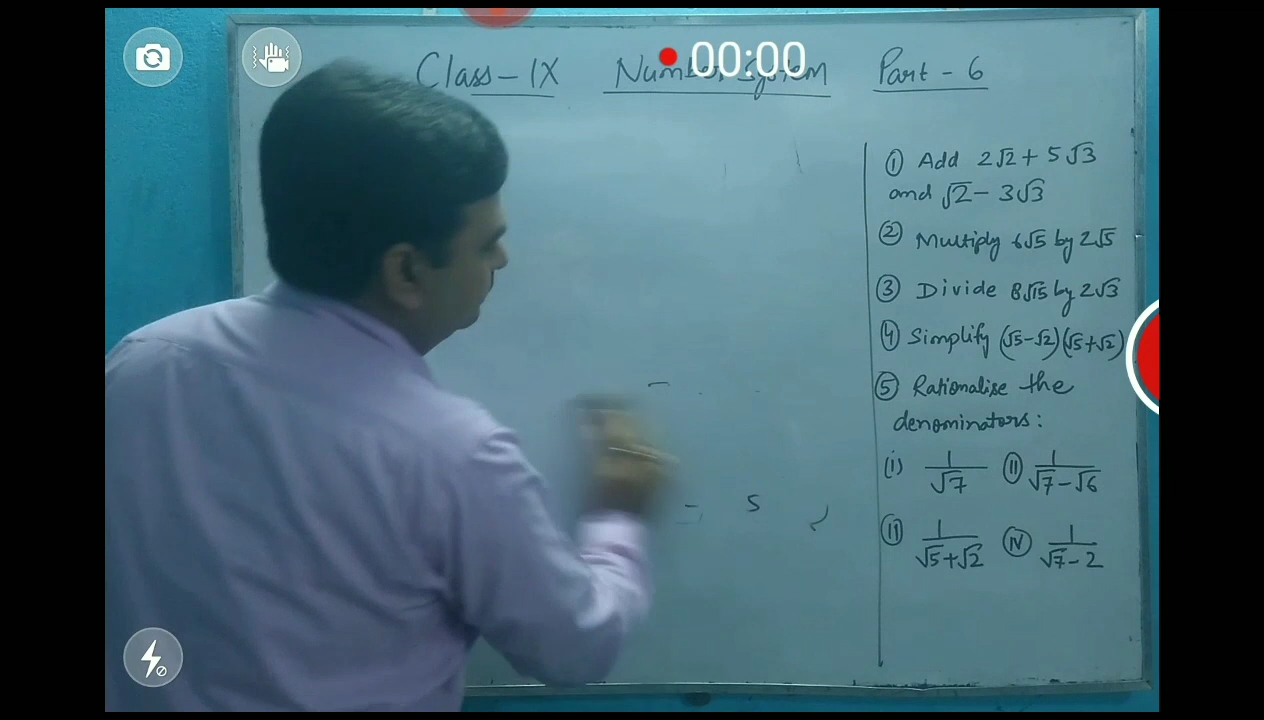 Class-IX Number System Part - 6
00:00
① Add 2√2 + 5√3
and √2 - 3√3
② Multiply 6√5 by 2√5
③ Divide 8√15 by 2√3
④ Simplify (√5-√2)(√5+√2)
⑤ Rationalise the
denominators:
(i) 1/√7 (ii) 1/(√7-√6)
(iii) 1/(√5+√2) (iv) 1/(√7-2)